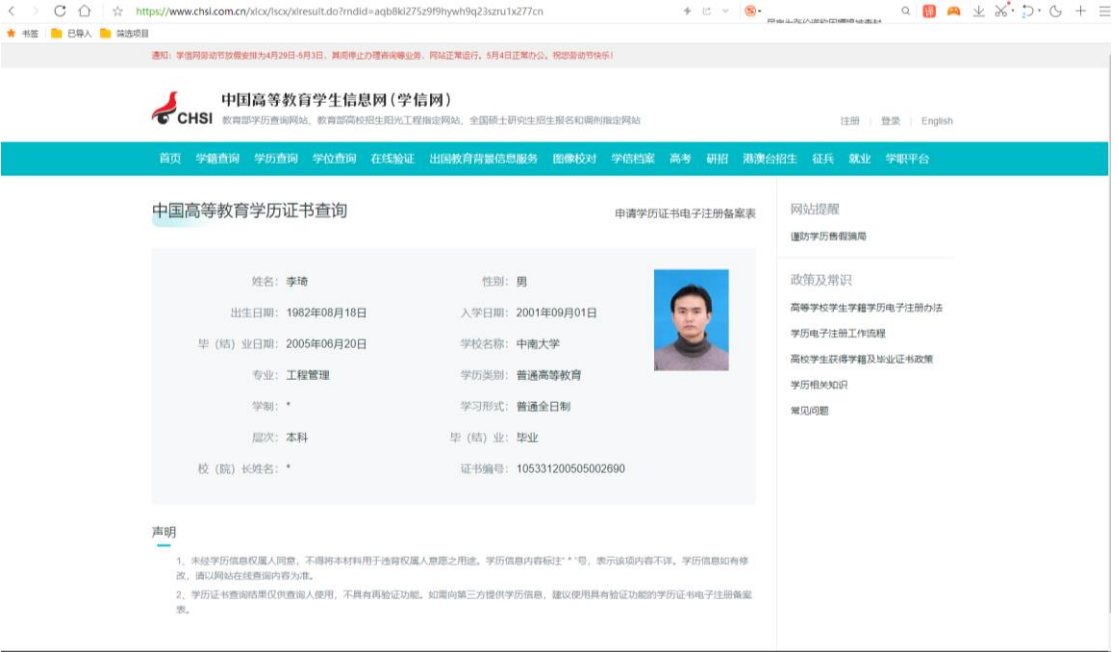 https://www.chsi.com.cn/xlcx/lscx/xlresult.do?rndid=aqb8kl275z9f9hywh9q23szru1x277cn
书签 已导入 筛选项目
通知：学信网劳动节放假安排为4月29日-5月3日，其间停止办理咨询等业务，网站正常运行。5月4日正常办公。祝您劳动节快乐！
CHSI 中国高等教育学生信息网（学信网）
教育部学历查询网站、教育部高校招生阳光工程指定网站、全国硕士研究生招生报名和调剂指定网站
注册 | 登录 | English
首页 学籍查询 学历查询 学位查询 在线验证 出国教育背景信息服务 图像校对 学信档案 高考 研招 港澳台招生 征兵 就业 学职平台
中国高等教育学历证书查询
申请学历证书电子注册备案表
姓名：李琦 性别：男
出生日期：1982年08月18日 入学日期：2001年09月01日
毕（结）业日期：2005年06月20日 学校名称：中南大学
专业：工程管理 学历类别：普通高等教育
学制：* 学习形式：普通全日制
层次：本科 毕（结）业：毕业
校（院）长姓名：* 证书编号：105331200505002690
声明
1、未经学历信息权属人同意，不得将本材料用于违背权属人意愿之用途。学历信息内容标注" * "号，表示该项内容不详。学历信息如有修
改，请以网站在线查询内容为准。
2、学历证书查询结果仅供查询人使用，不具有再验证功能。如需向第三方提供学历信息，建议使用具有验证功能的学历证书电子注册备案
表。
网站提醒
谨防学历售假骗局
政策及常识
高等学校学生学籍学历电子注册办法
学历电子注册工作流程
高校学生获得学籍及毕业证书政策
学历相关知识
常见问题